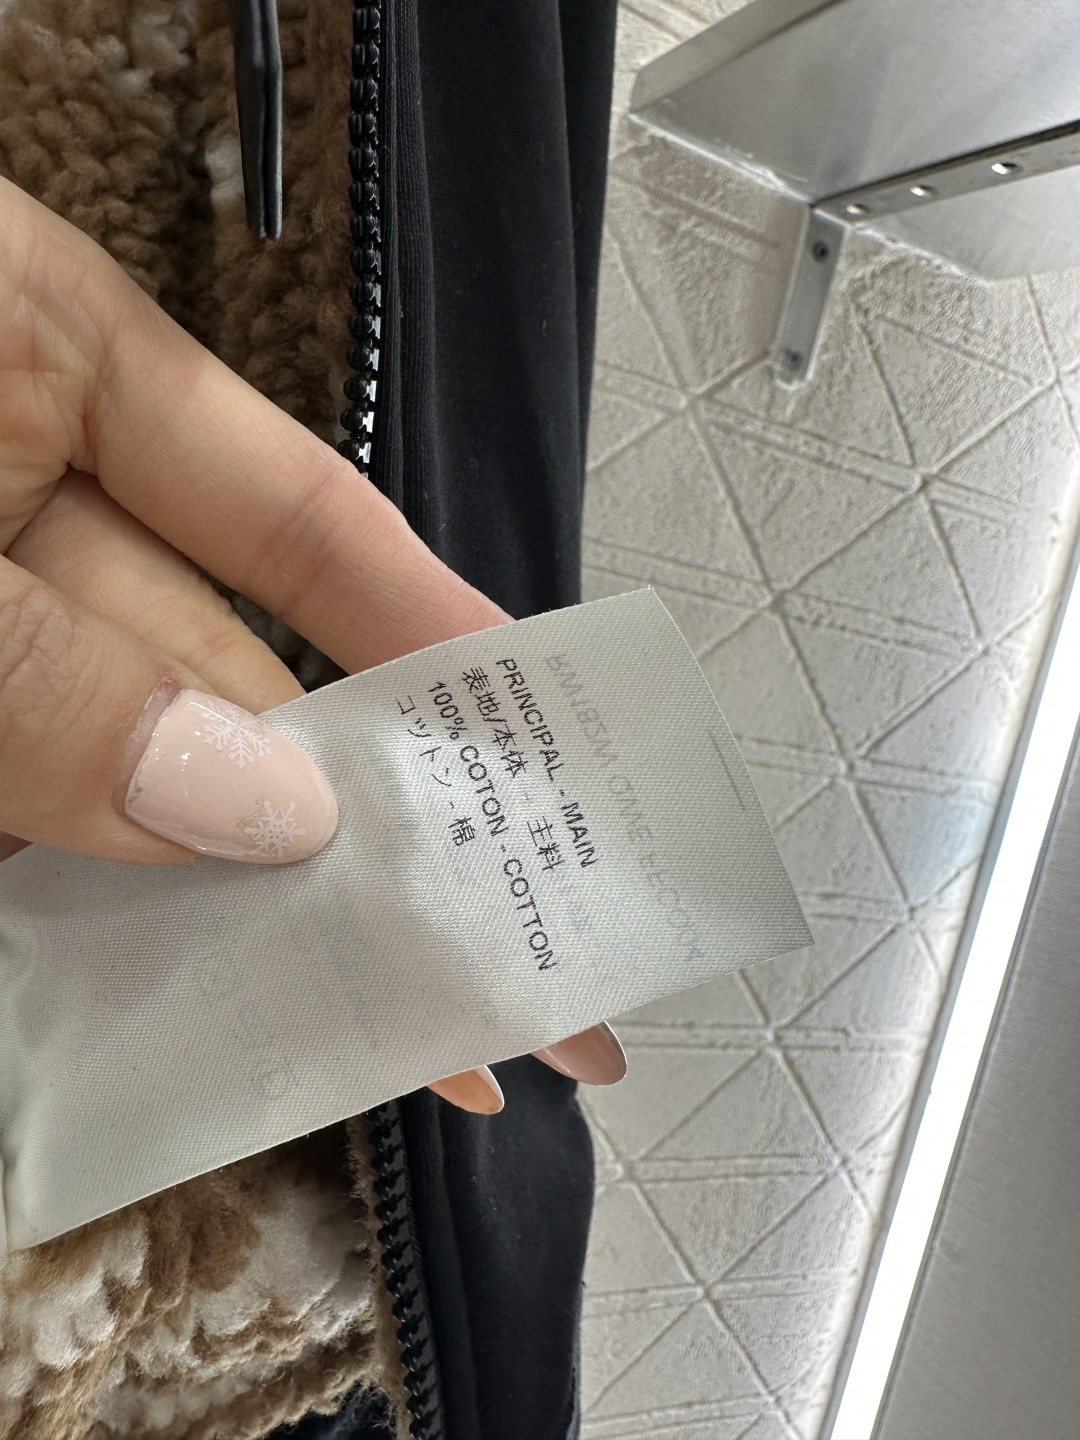 PRINCIPAL - MAIN
表地/本体 - 主料
100% COTON - COTTON
コットン - 棉